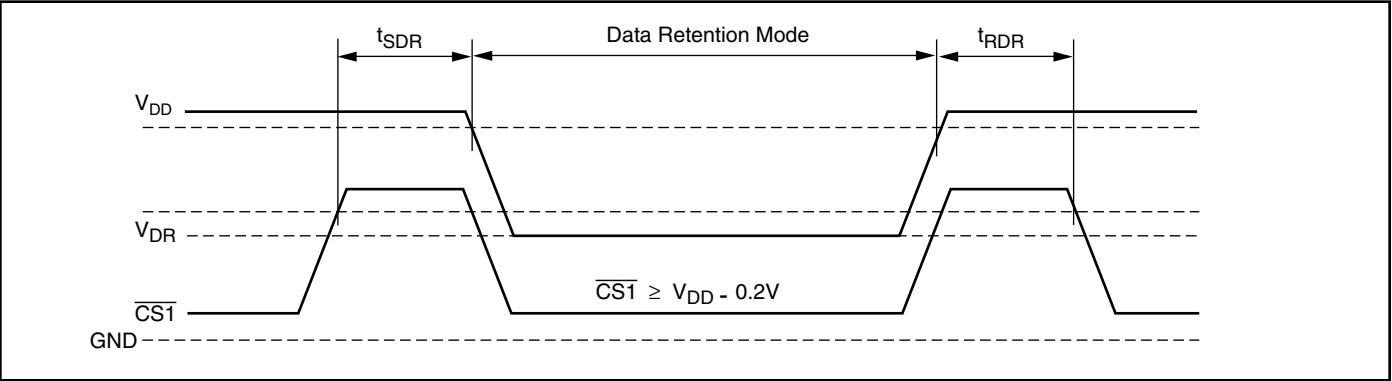 tSDR
Data Retention Mode
tRDR
VDD
VDR
CS1 ≥ VDD - 0.2V
CS1
GND